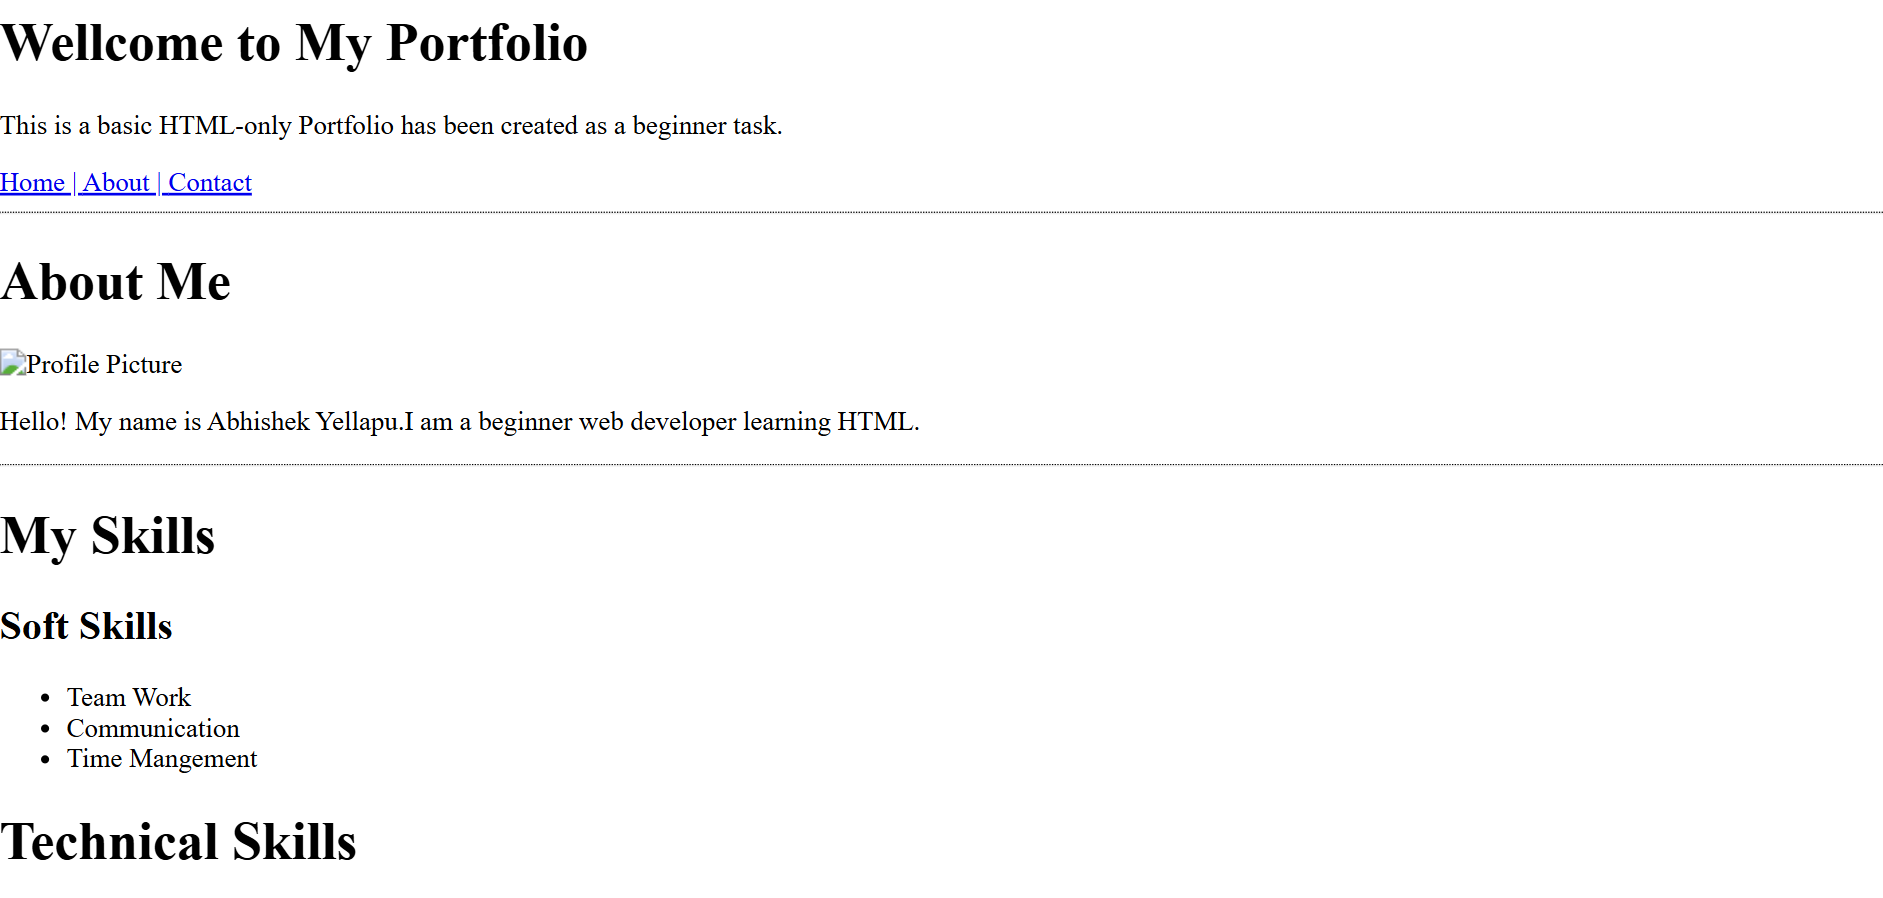 Wellcome to My Portfolio
This is a basic HTML-only Portfolio has been created as a beginner task.
Home | About | Contact
About Me
Profile Picture
Hello! My name is Abhishek Yellapu.I am a beginner web developer learning HTML.
My Skills
Soft Skills
• Team Work
• Communication
• Time Mangement
Technical Skills